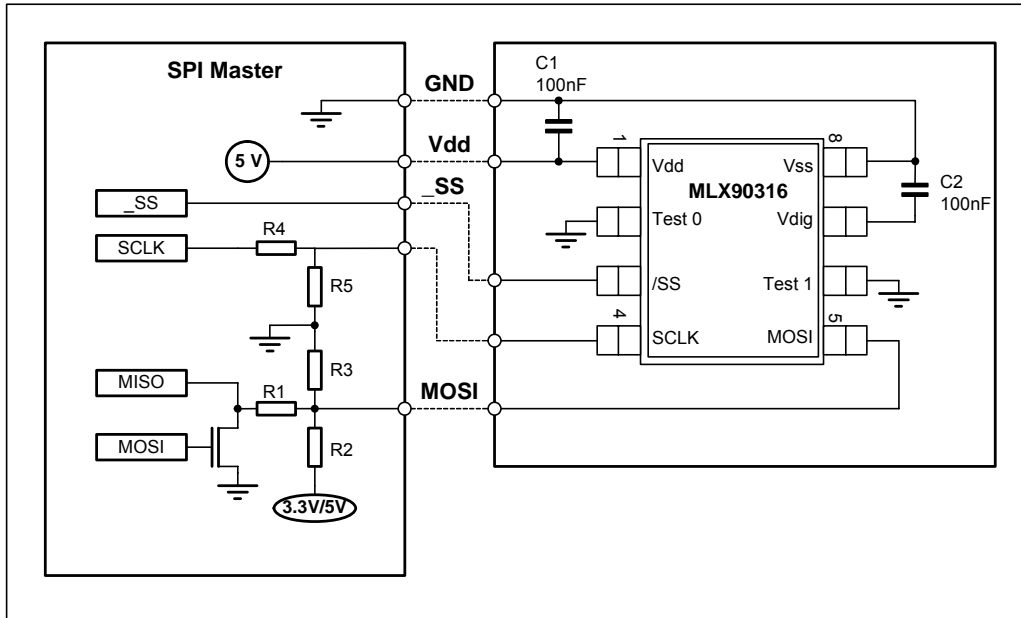 SPI Master
GND
C1
100nF
Vdd
5 V
_SS
_SS
SCLK
R4
R5
R3
MISO
R1
MOSI
MOSI
R2
3.3V/5V
1
8
Vdd
Vss
MLX90316
C2
100nF
Test 0
Vdig
/SS
Test 1
4
5
SCLK
MOSI